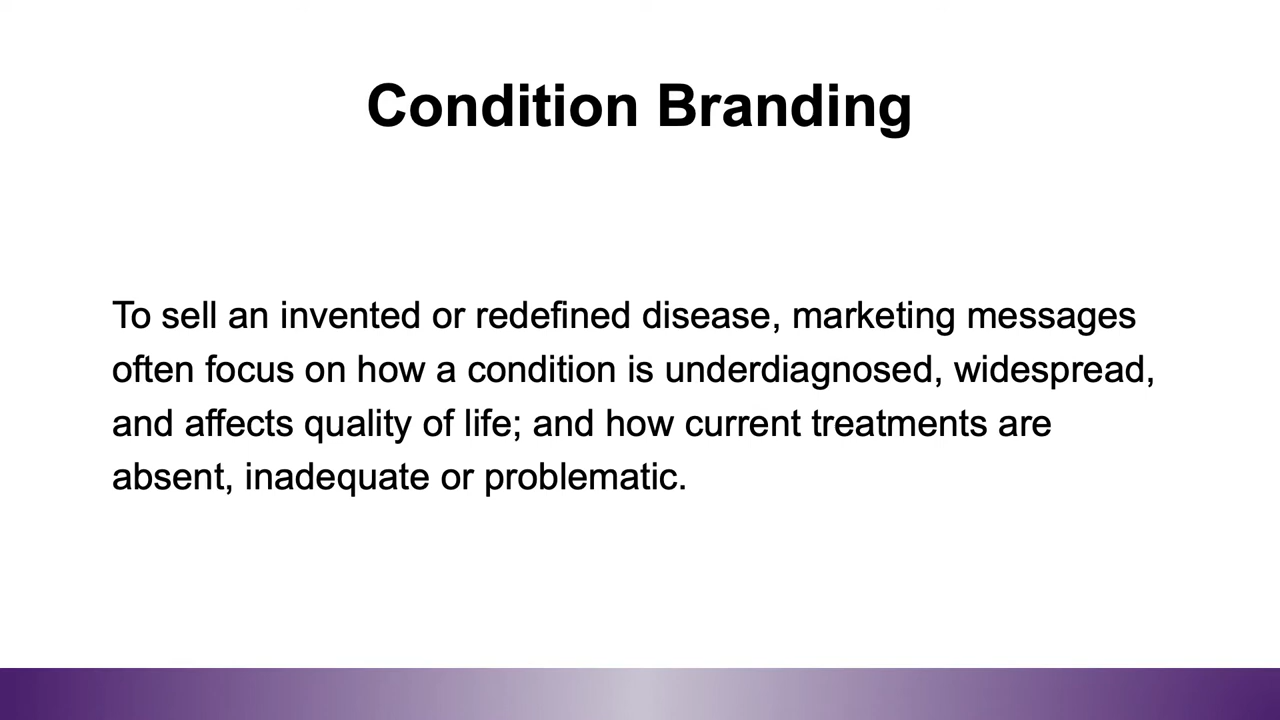 Condition Branding
To sell an invented or redefined disease, marketing messages
often focus on how a condition is underdiagnosed, widespread,
and affects quality of life; and how current treatments are
absent, inadequate or problematic.